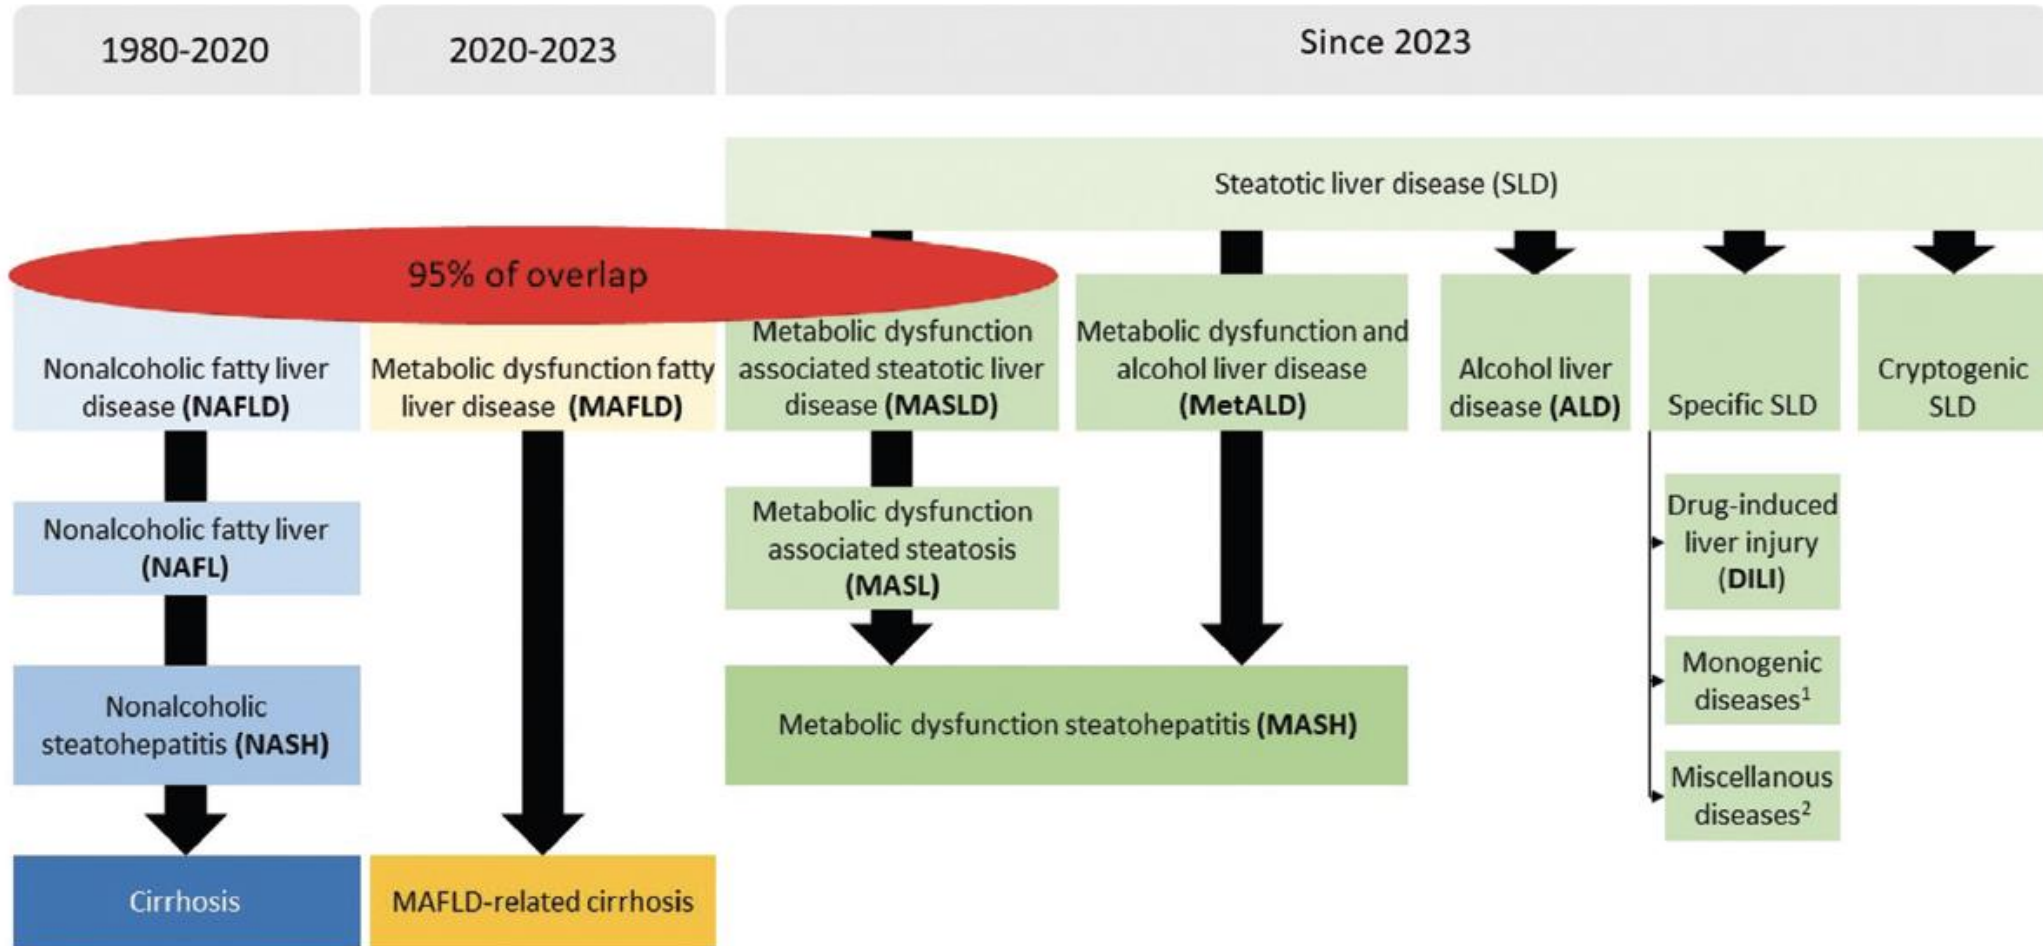 1980-2020
2020-2023
Since 2023
Steatotic liver disease (SLD)
95% of overlap
Nonalcoholic fatty liver
disease (NAFLD)
Metabolic dysfunction fatty
liver disease (MAFLD)
Metabolic dysfunction
associated steatotic liver
disease (MASLD)
Metabolic dysfunction and
alcohol liver disease
(MetALD)
Alcohol liver
disease (ALD)
Specific SLD
Cryptogenic
SLD
Nonalcoholic fatty liver
(NAFL)
Metabolic dysfunction
associated steatosis
(MASL)
Drug-induced
liver injury
(DILI)
Nonalcoholic
steatohepatitis (NASH)
Metabolic dysfunction steatohepatitis (MASH)
Monogenic
diseases¹
Miscellanous
diseases²
Cirrhosis
MAFLD-related cirrhosis